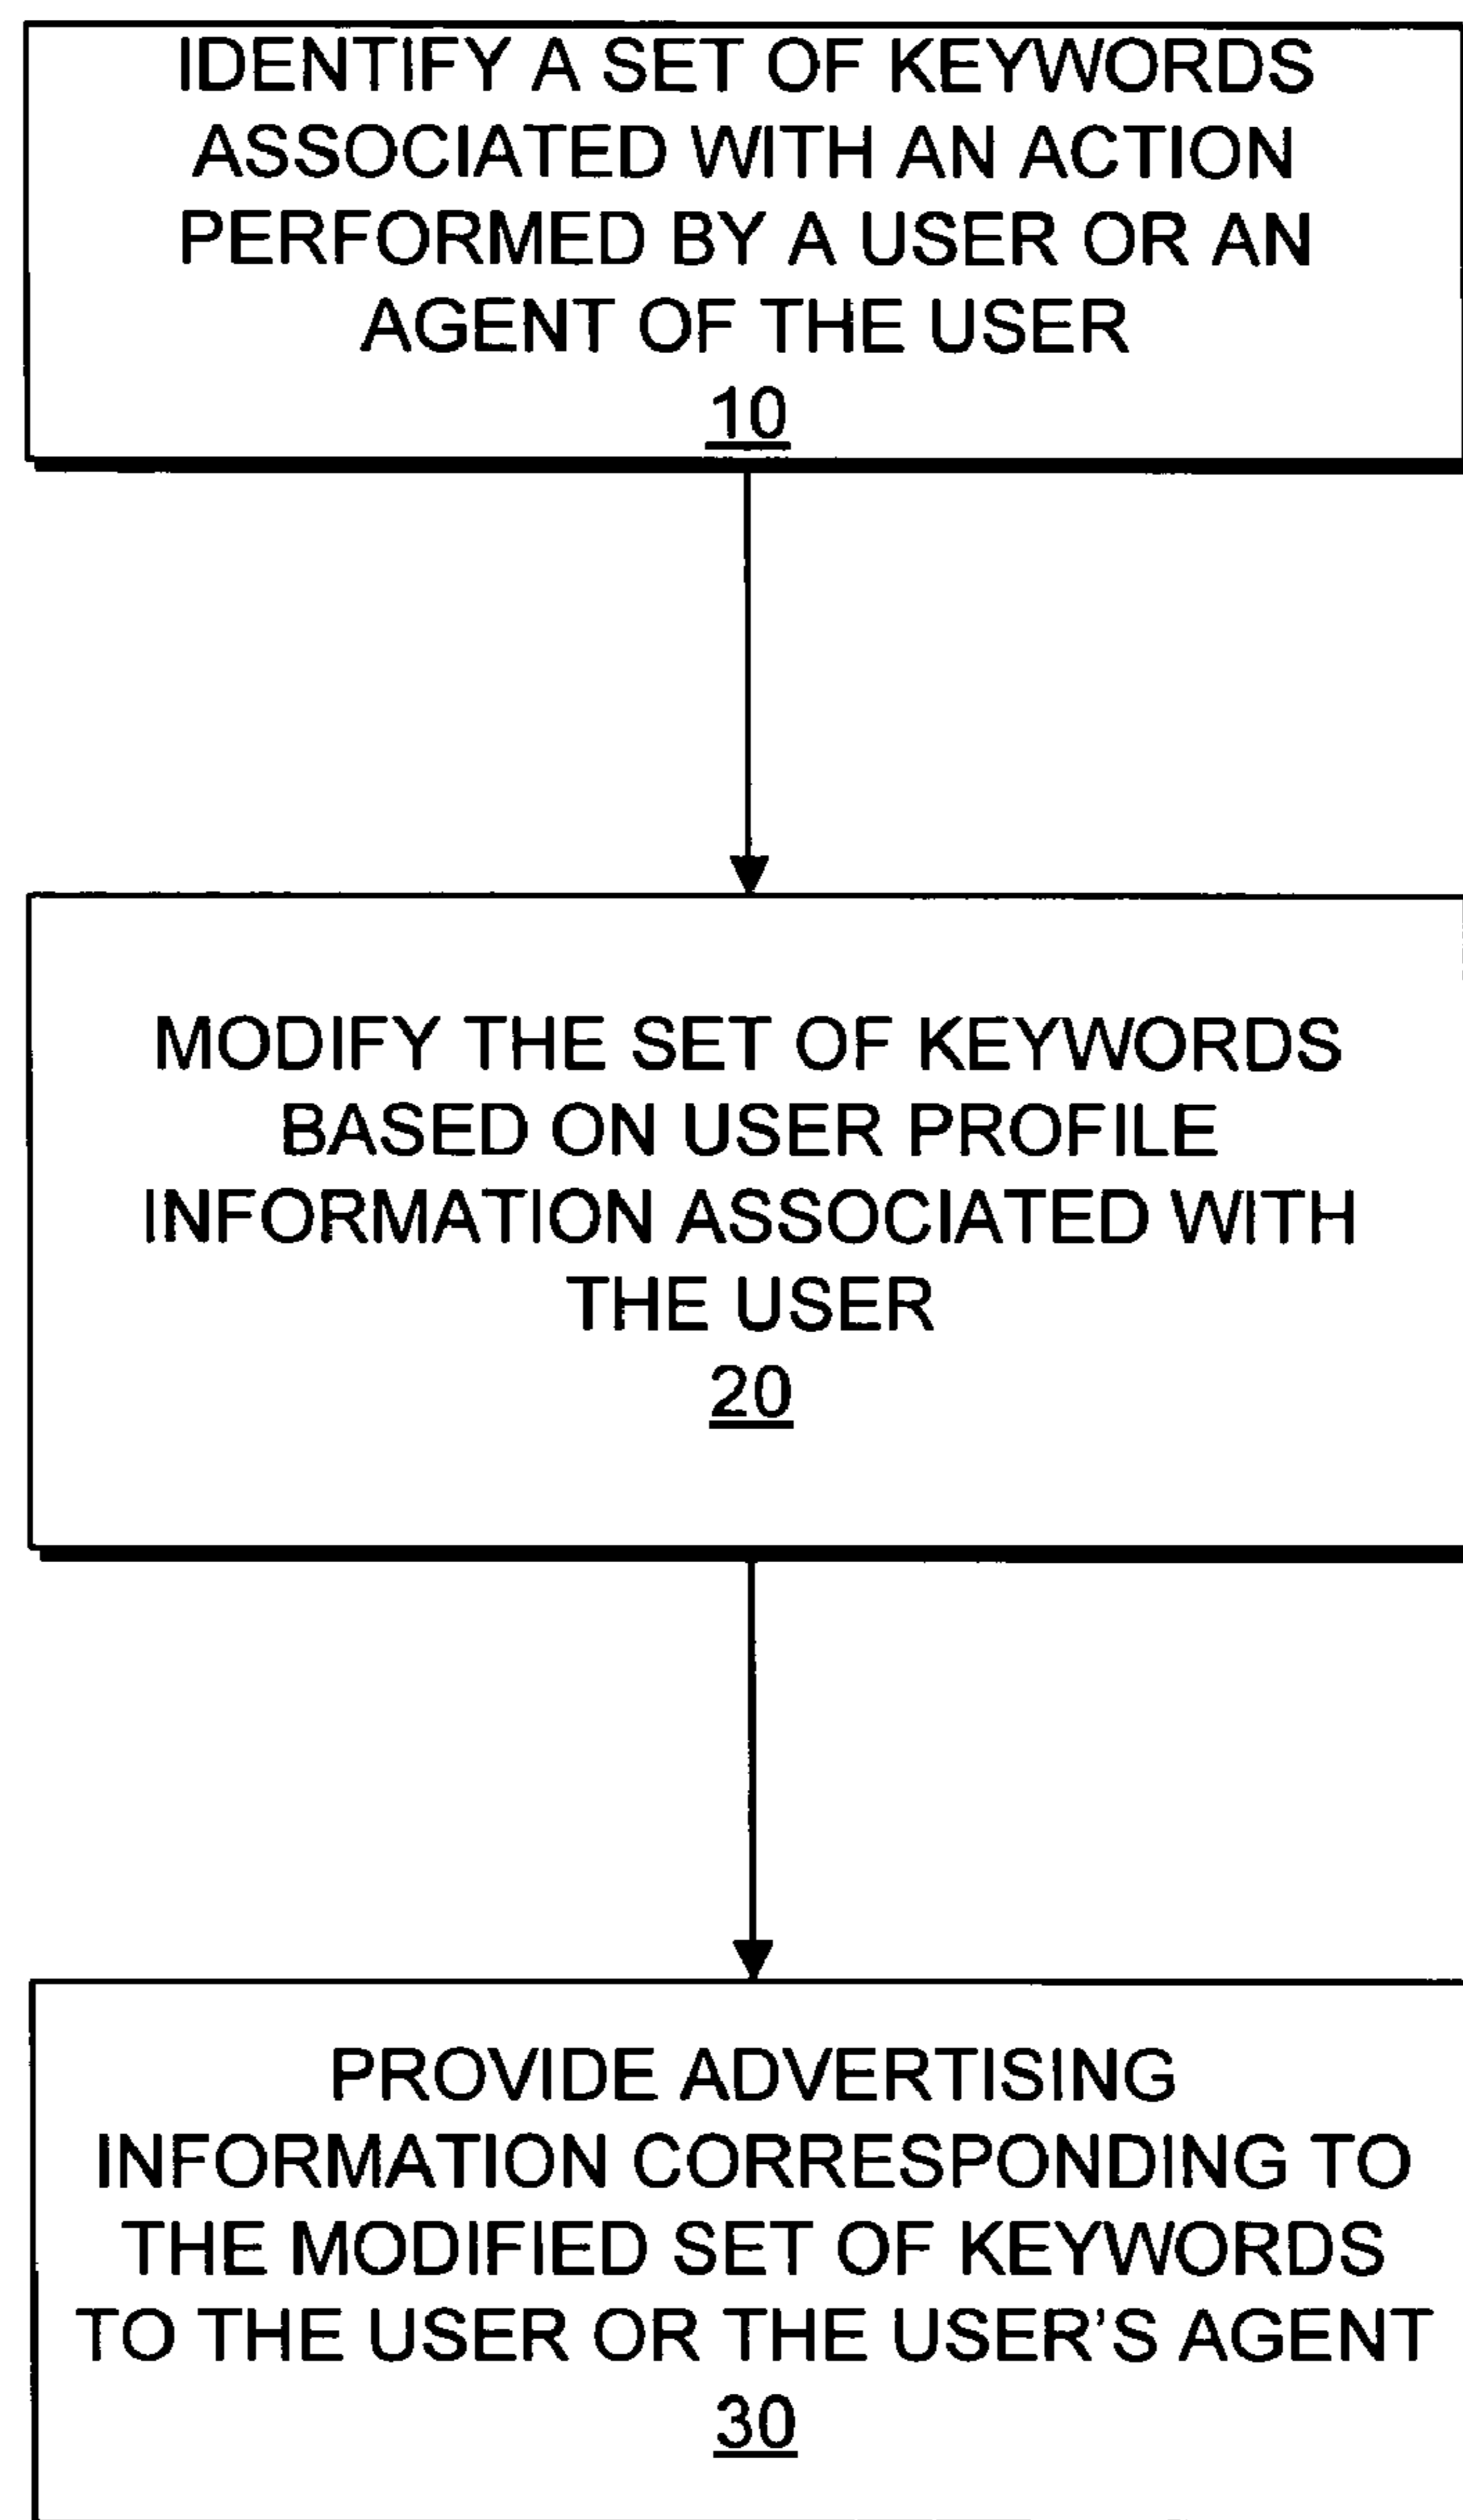 IDENTIFY A SET OF KEYWORDS
ASSOCIATED WITH AN ACTION
PERFORMED BY A USER OR AN
AGENT OF THE USER
10
MODIFY THE SET OF KEYWORDS
BASED ON USER PROFILE
INFORMATION ASSOCIATED WITH
THE USER
20
PROVIDE ADVERTISING
INFORMATION CORRESPONDING TO
THE MODIFIED SET OF KEYWORDS
TO THE USER OR THE USER'S AGENT
30